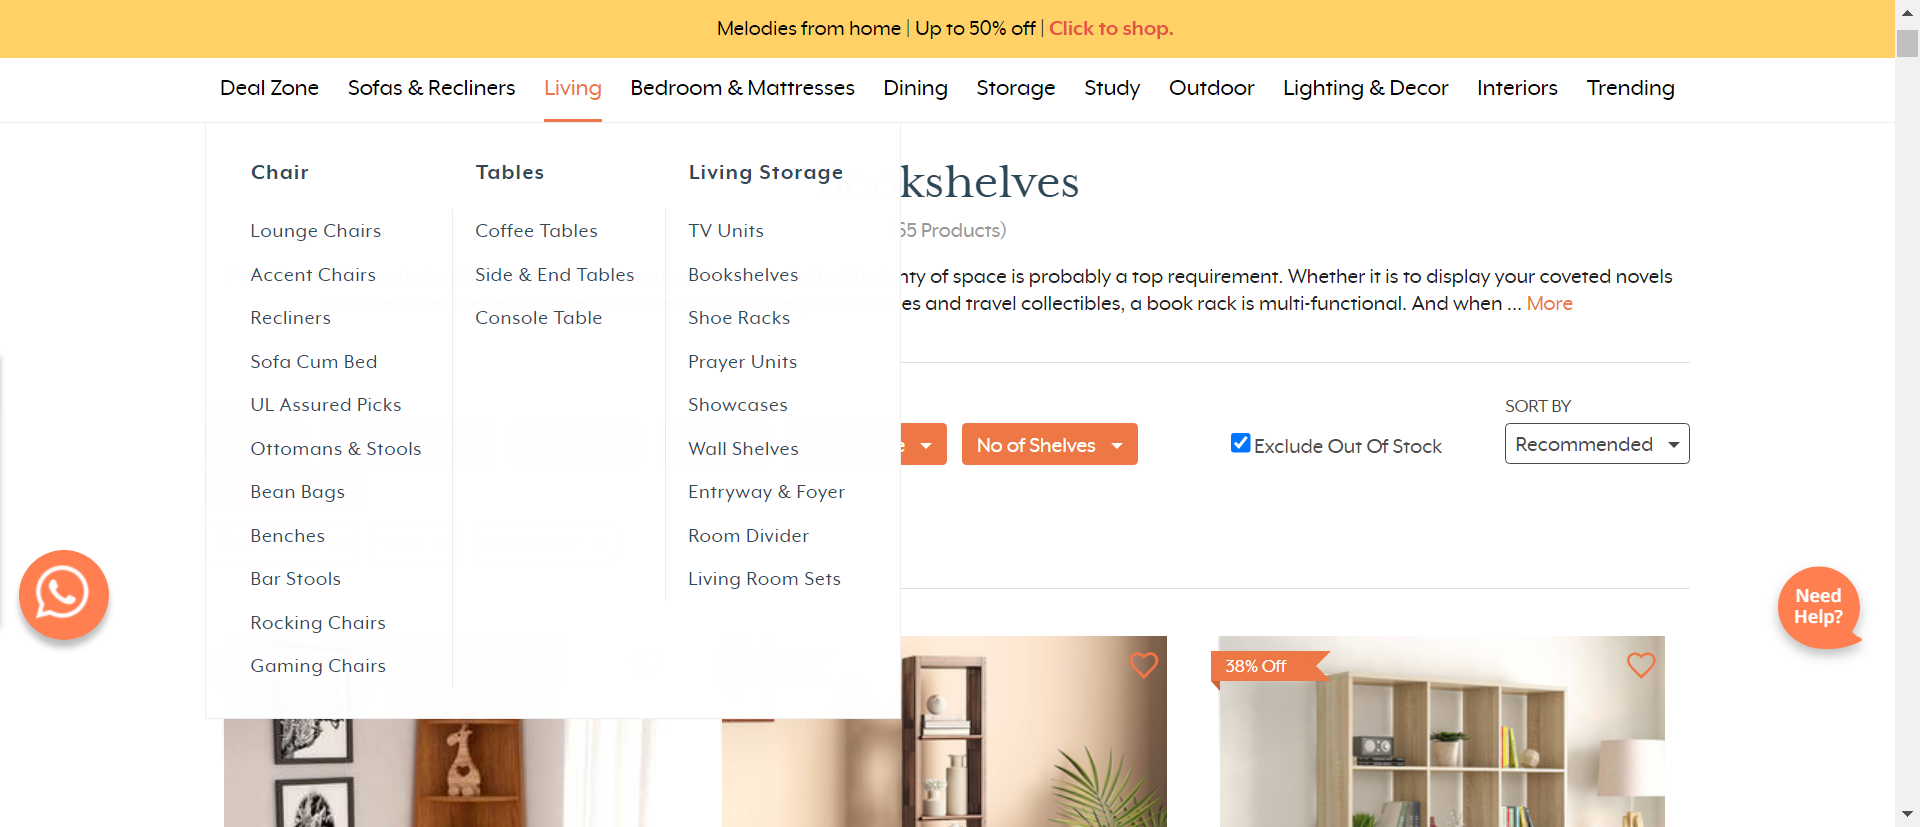 Melodies from home | Up to 50% off | Click to shop.
Deal Zone Sofas & Recliners Living Bedroom & Mattresses Dining Storage Study Outdoor Lighting & Decor Interiors Trending
Chair
Lounge Chairs
Accent Chairs
Recliners
Sofa Cum Bed
UL Assured Picks
Ottomans & Stools
Bean Bags
Benches
Bar Stools
Rocking Chairs
Gaming Chairs
Tables
Coffee Tables
Side & End Tables
Console Table
Living Storage
TV Units
Bookshelves
Shoe Racks
Prayer Units
Showcases
Wall Shelves
Entryway & Foyer
Room Divider
Living Room Sets
kshelves
Products)
of space is probably a top requirement. Whether it is to display your coveted novels
and travel collectibles, a book rack is multi-functional. And when ... More
No of Shelves
Exclude Out Of Stock
SORT BY
Recommended
38% Off
Need
Help?